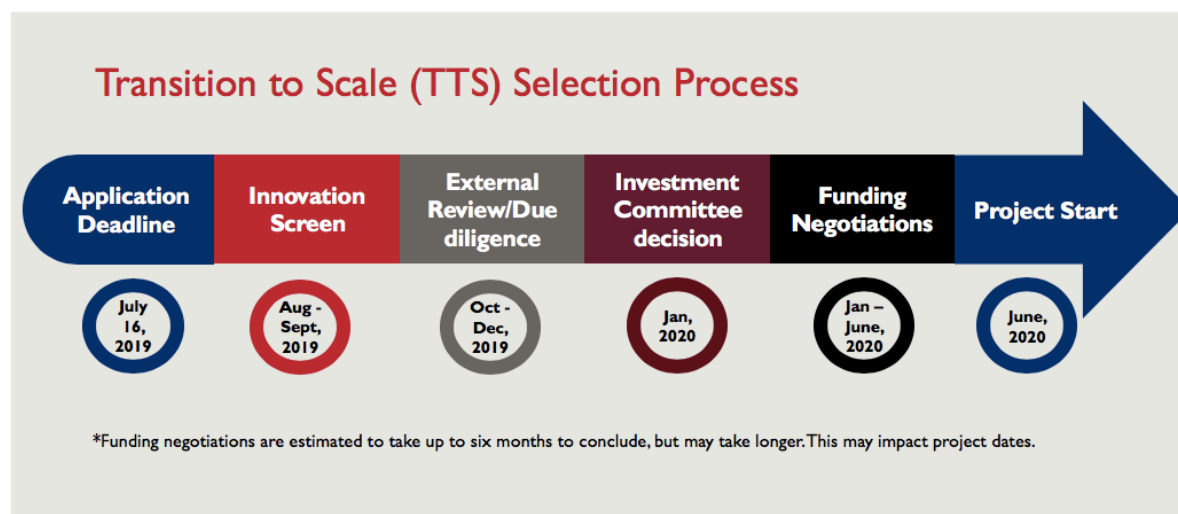 Transition to Scale (TTS) Selection Process
Application
Deadline
Innovation
Screen
External
Review/Due
diligence
Investment
Committee
decision
Funding
Negotiations
Project Start
July
16,
2019
Aug -
Sept,
2019
Oct -
Dec,
2019
Jan,
2020
Jan –
June,
2020
June,
2020
*Funding negotiations are estimated to take up to six months to conclude, but may take longer. This may impact project dates.